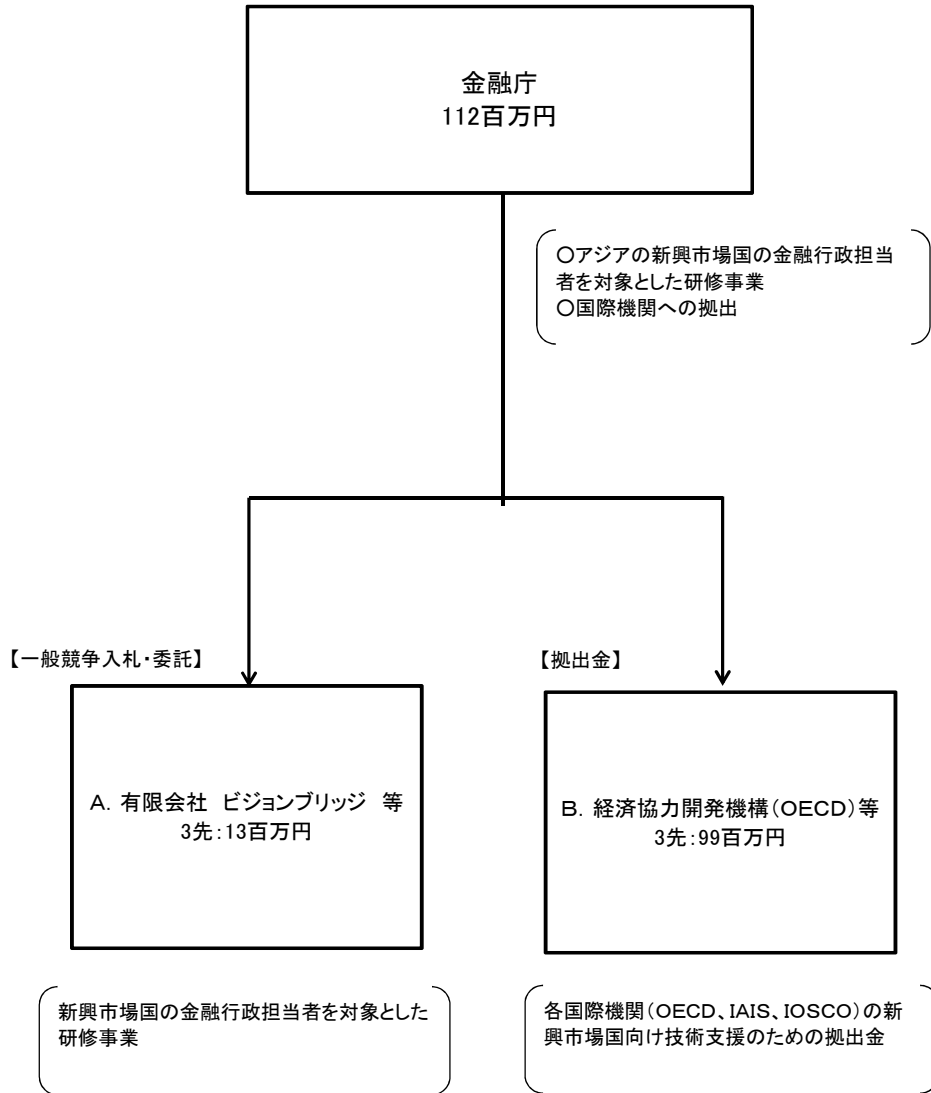 金融庁
112百万円
○アジアの新興市場国の金融行政担当
者を対象とした研修事業
○国際機関への拠出
【一般競争入札・委託】
【拠出金】
A. 有限会社 ビジョンブリッジ 等
3先：13百万円
B. 経済協力開発機構（OECD）等
3先：99百万円
新興市場国の金融行政担当者を対象とした
研修事業
各国際機関（OECD、IAIS、IOSCO）の新
興市場国向け技術支援のための拠出金